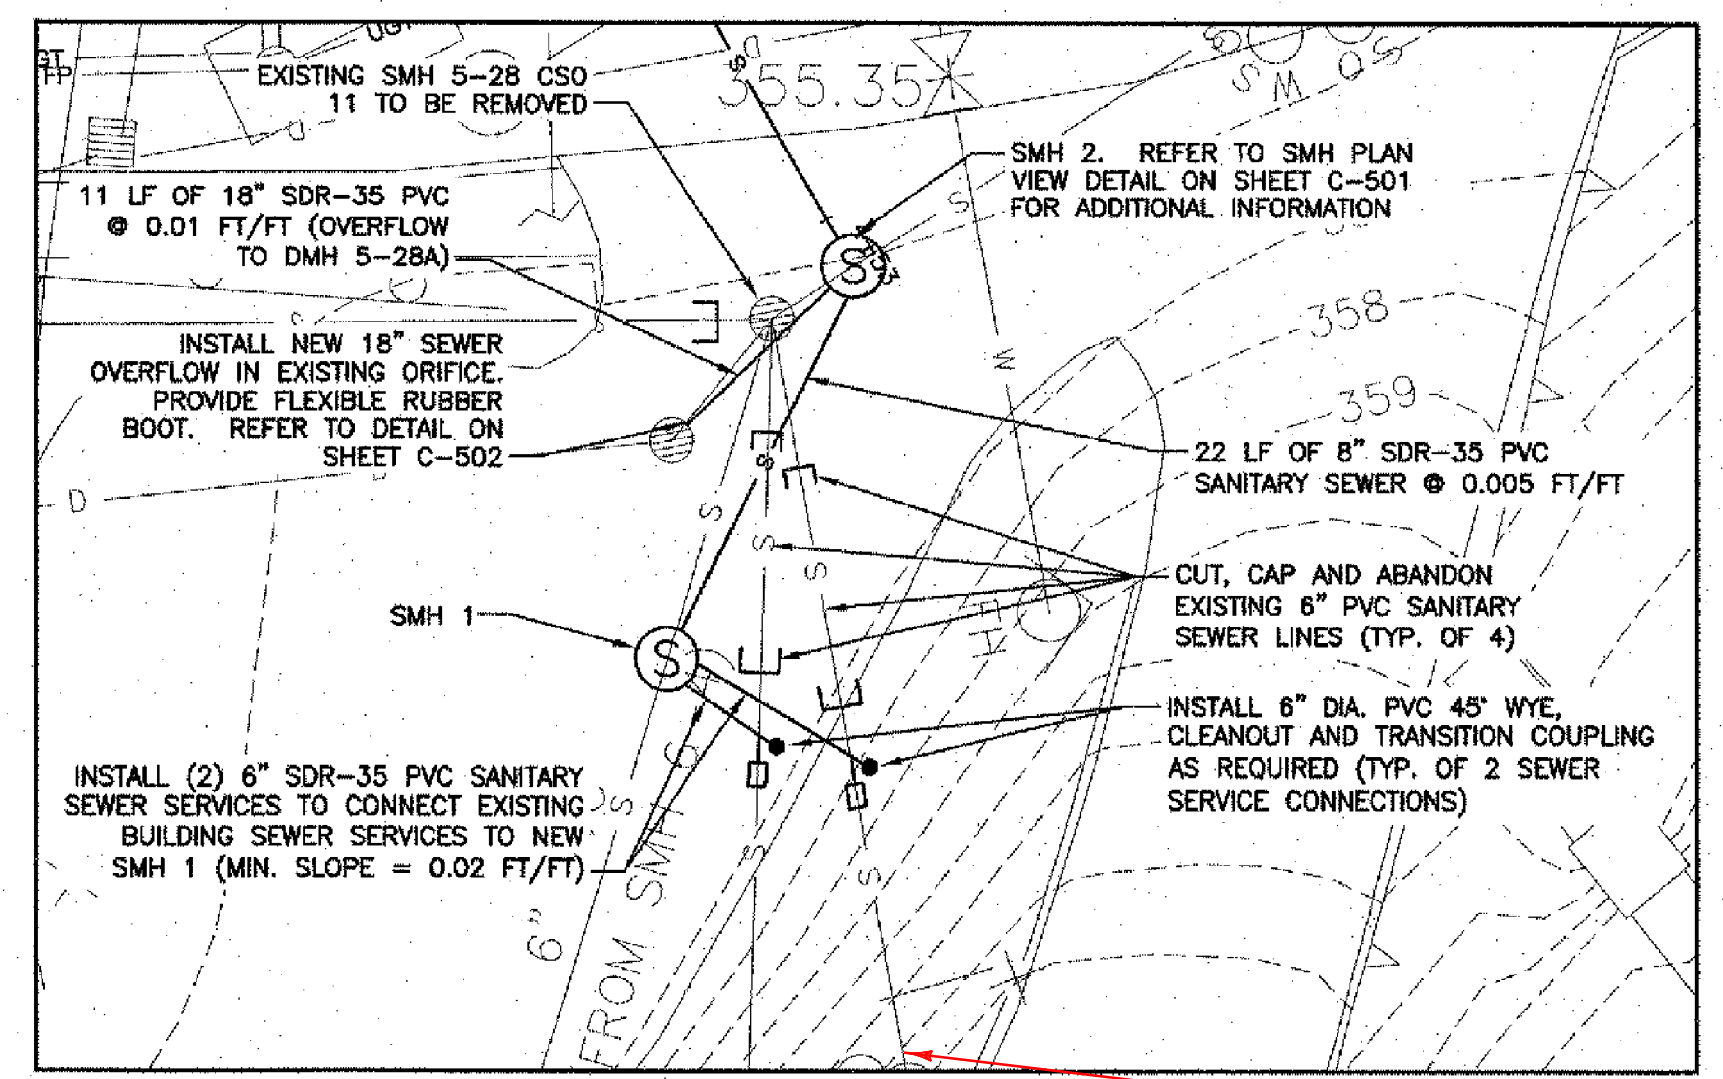 EXISTING SMH 5-28 CSO
11 TO BE REMOVED
355.35
SMH 2. REFER TO SMH PLAN
VIEW DETAIL ON SHEET C-501
FOR ADDITIONAL INFORMATION
11 LF OF 18" SDR-35 PVC
@ 0.01 FT/FT (OVERFLOW
TO DMH 5-28A)
INSTALL NEW 18" SEWER
OVERFLOW IN EXISTING ORIFICE.
PROVIDE FLEXIBLE RUBBER
BOOT. REFER TO DETAIL ON
SHEET C-502
358
359
22 LF OF 8" SDR-35 PVC
SANITARY SEWER @ 0.005 FT/FT
CUT, CAP AND ABANDON
EXISTING 6" PVC SANITARY
SEWER LINES (TYP. OF 4)
SMH 1
INSTALL 6" DIA. PVC 45° WYE,
CLEANOUT AND TRANSITION COUPLING
AS REQUIRED (TYP. OF 2 SEWER
SERVICE CONNECTIONS)
INSTALL (2) 6" SDR-35 PVC SANITARY
SEWER SERVICES TO CONNECT EXISTING
BUILDING SEWER SERVICES TO NEW
SMH 1 (MIN. SLOPE = 0.02 FT/FT)
S
S
S
S
S
S
S
S
S
D
W
6"
FROM SMH